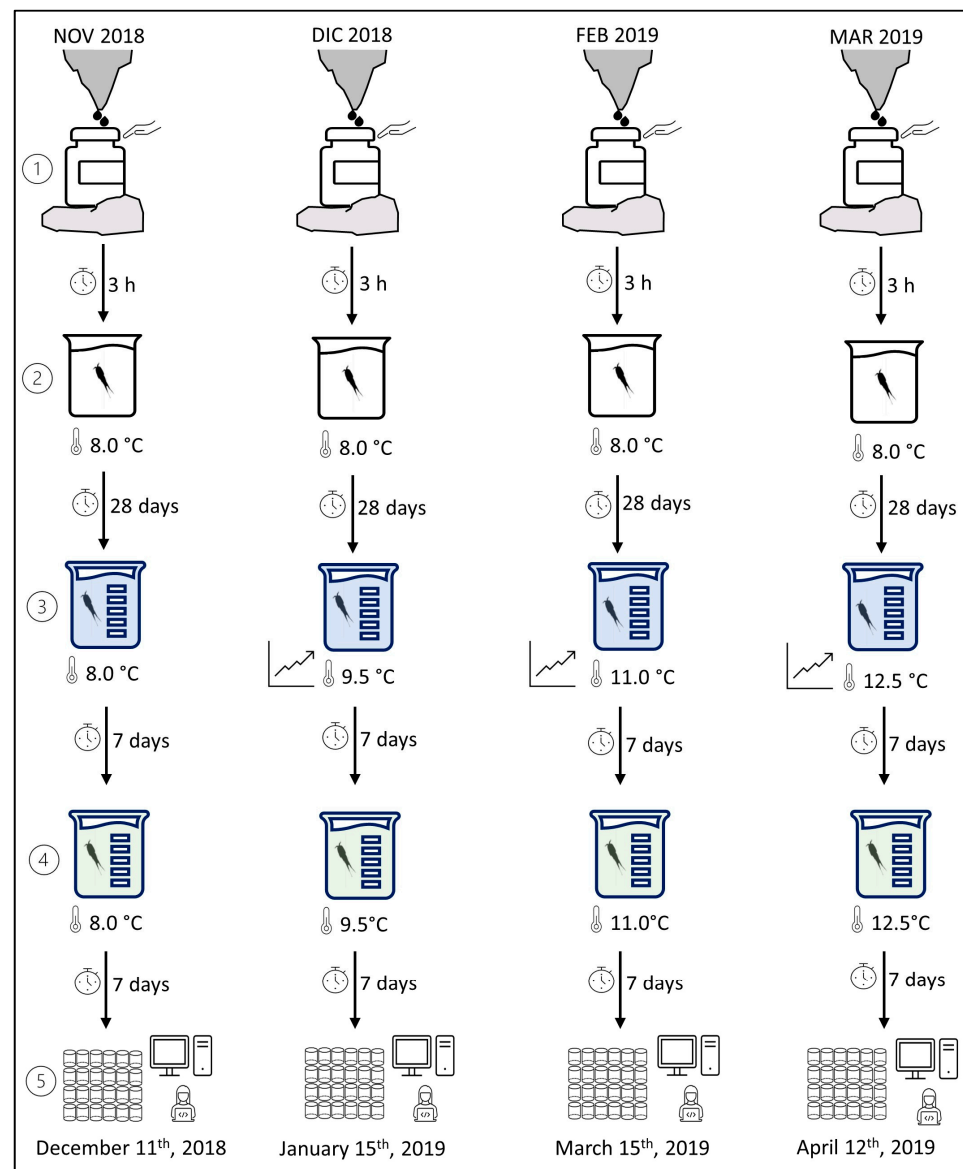 NOV 2018 DIC 2018 FEB 2019 MAR 2019
1
3 h 3 h 3 h 3 h
2
8.0 °C 8.0 °C 8.0 °C 8.0 °C
28 days 28 days 28 days 28 days
3
8.0 °C 9.5 °C 11.0 °C 12.5 °C
7 days 7 days 7 days 7 days
4
8.0 °C 9.5°C 11.0°C 12.5°C
7 days 7 days 7 days 7 days
5
</> </> </> </>
December 11th, 2018 January 15th, 2019 March 15th, 2019 April 12th, 2019